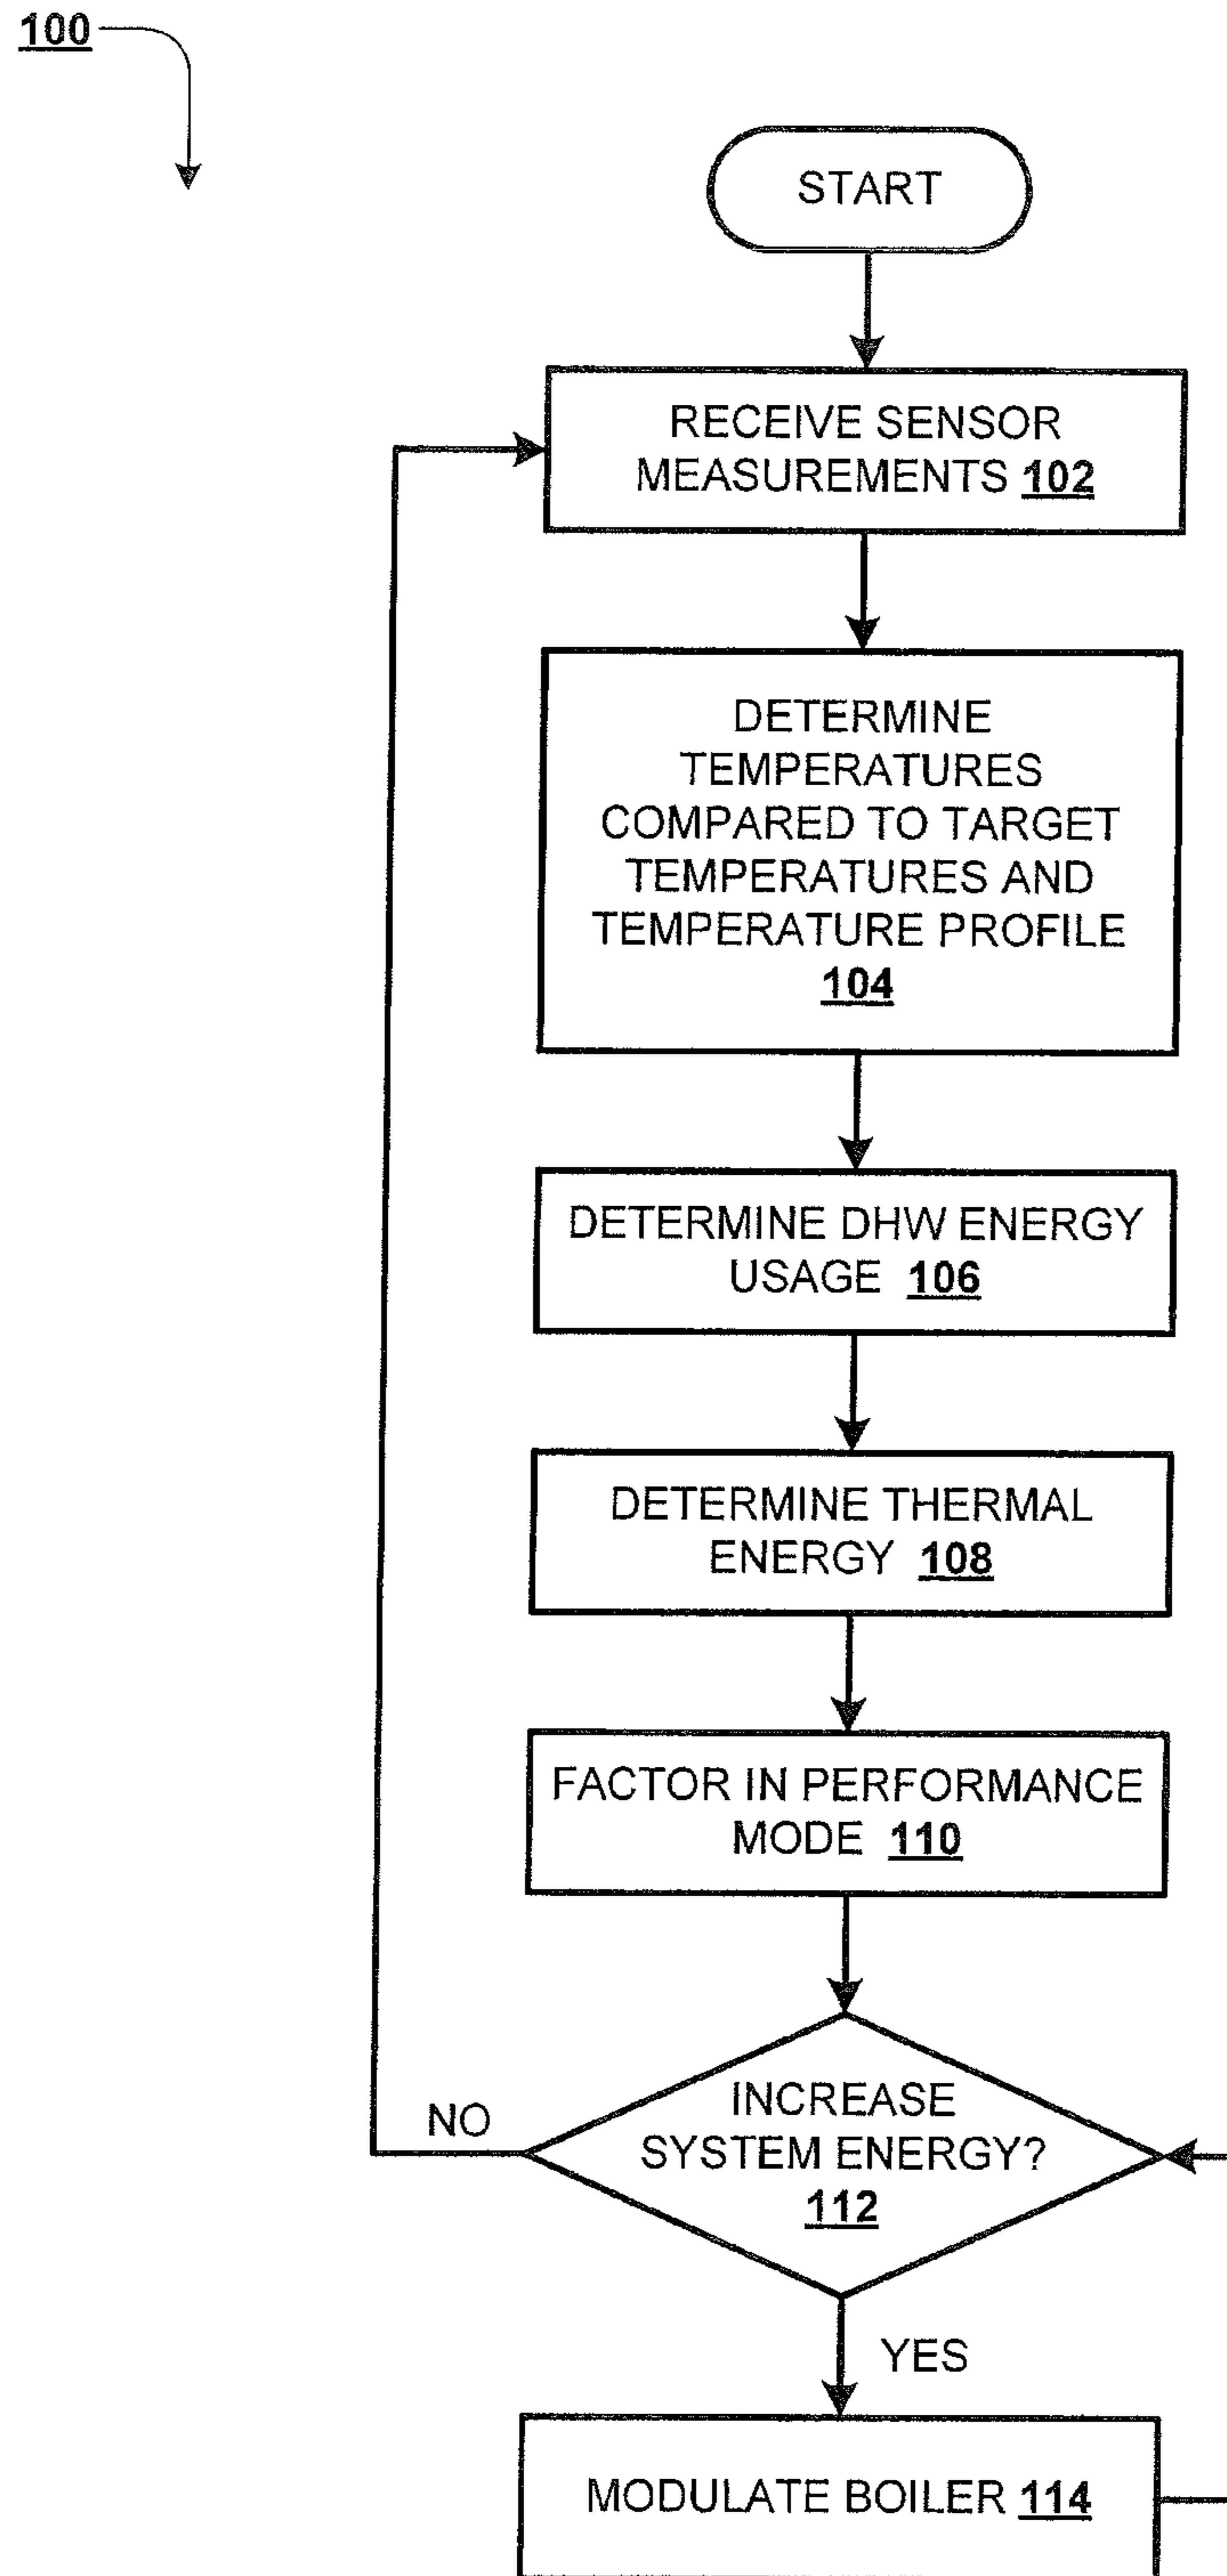 100
START
RECEIVE SENSOR
MEASUREMENTS 102
DETERMINE
TEMPERATURES
COMPARED TO TARGET
TEMPERATURES AND
TEMPERATURE PROFILE
104
DETERMINE DHW ENERGY
USAGE 106
DETERMINE THERMAL
ENERGY 108
FACTOR IN PERFORMANCE
MODE 110
INCREASE
SYSTEM ENERGY?
112
NO
YES
MODULATE BOILER 114